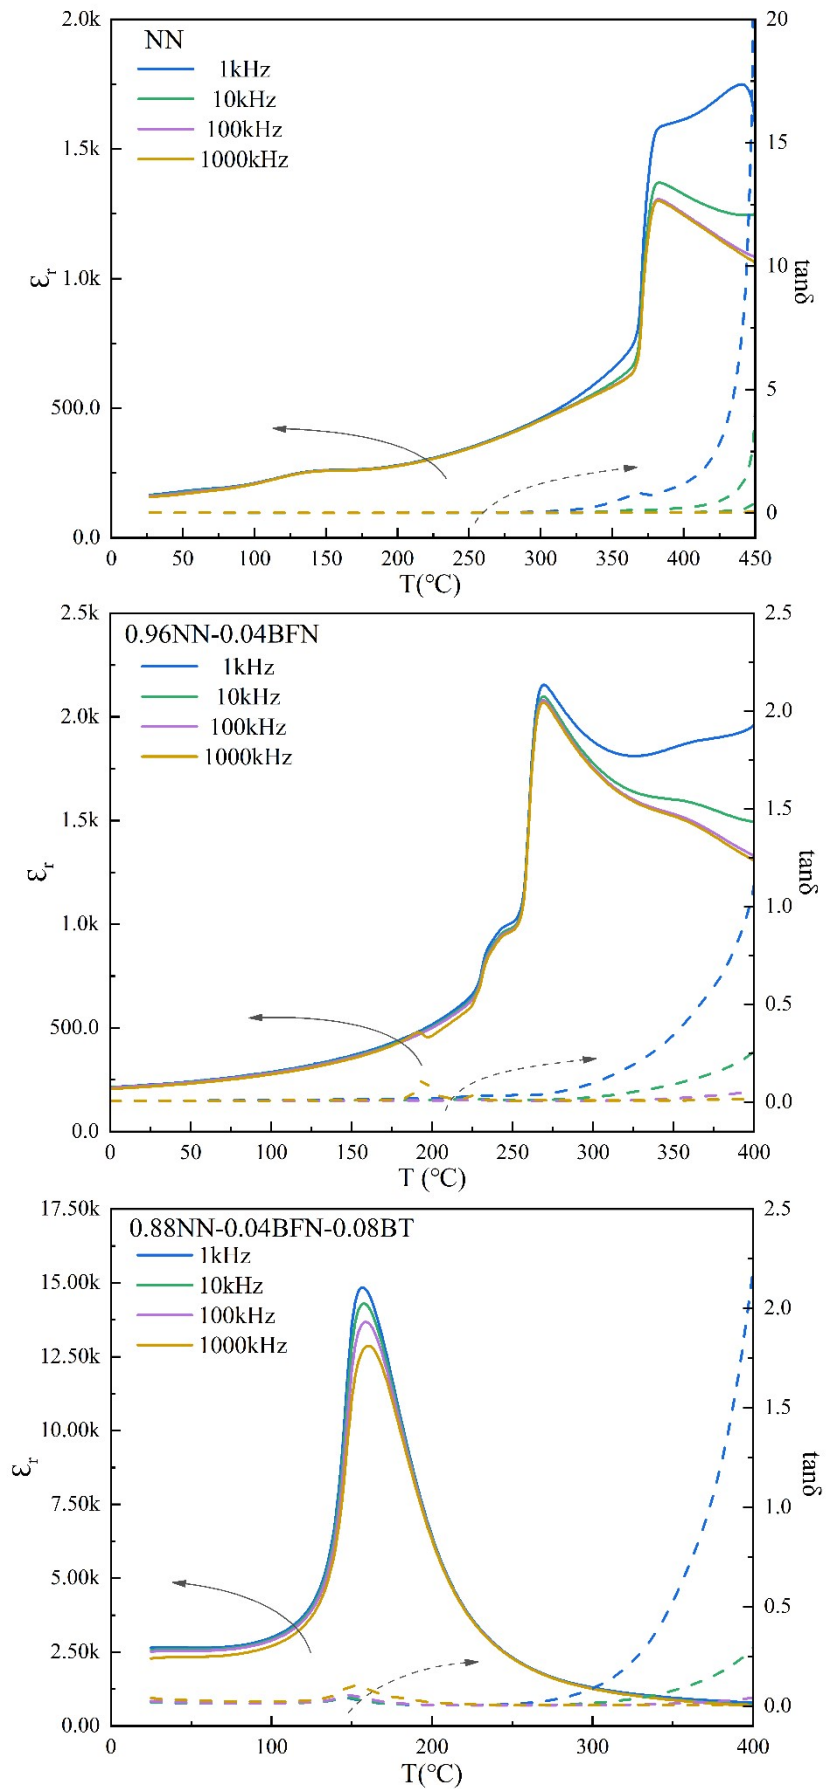 NN
1kHz
10kHz
100kHz
1000kHz
2.0k
1.5k
1.0k
500.0
0.0
εr
20
15
10
5
0
tanδ
0 50 100 150 200 250 300 350 400 450
T(℃)
0.96NN-0.04BFN
1kHz
10kHz
100kHz
1000kHz
2.5k
2.0k
1.5k
1.0k
500.0
0.0
εr
2.5
2.0
1.5
1.0
0.5
0.0
tanδ
0 50 100 150 200 250 300 350 400
T (℃)
0.88NN-0.04BFN-0.08BT
1kHz
10kHz
100kHz
1000kHz
17.50k
15.00k
12.50k
10.00k
7.50k
5.00k
2.50k
0.00
εr
2.5
2.0
1.5
1.0
0.5
0.0
tanδ
0 100 200 300 400
T(℃)